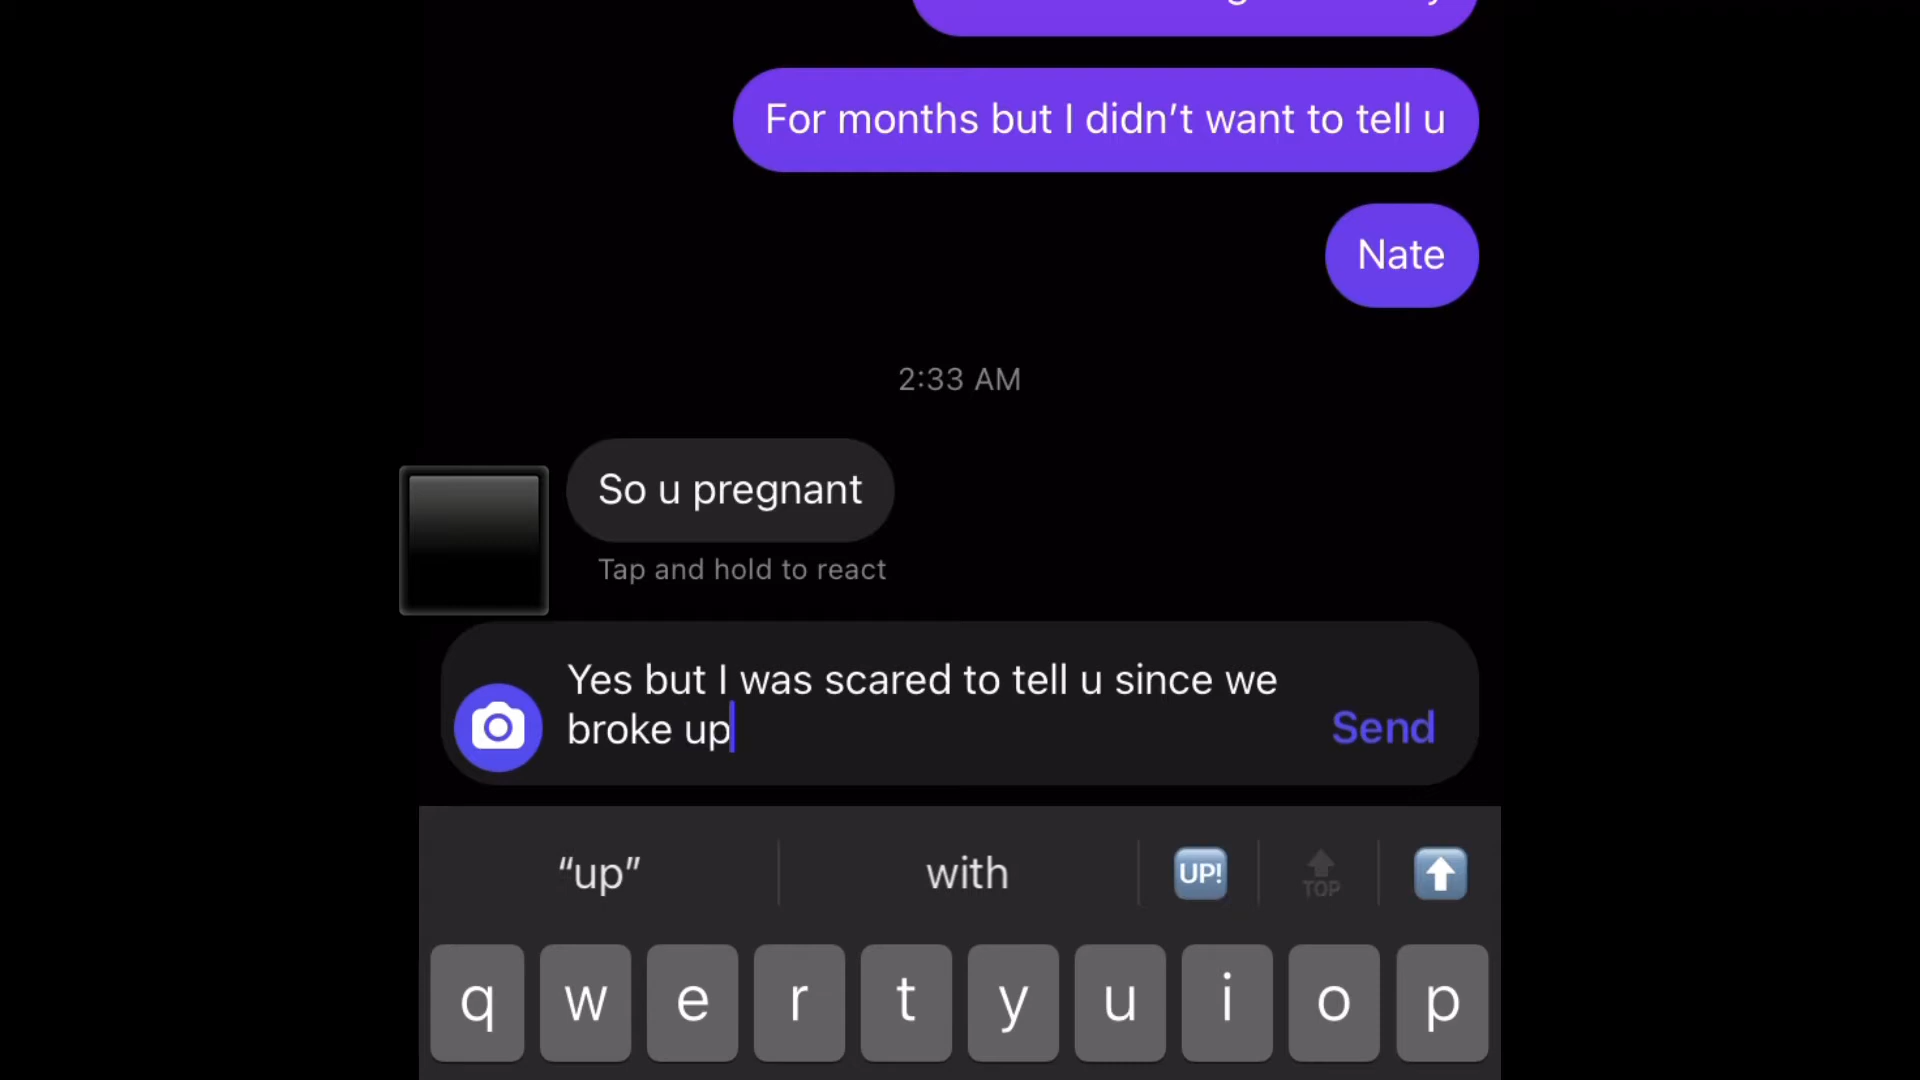 For months but I didn’t want to tell u
Nate
2:33 AM
So u pregnant
Tap and hold to react
Yes but I was scared to tell u since we
broke up
Send
“up” with UP! TOP
q w e r t y u i o p